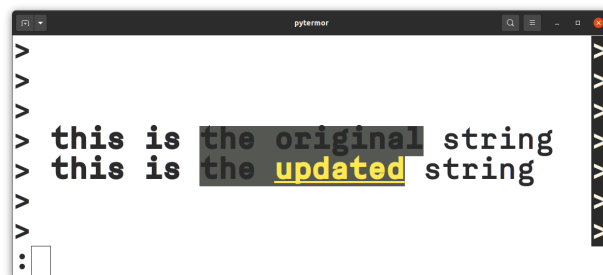 pytermor
>
>
>
> this is the original string >
> this is the updated string >
>
>
: